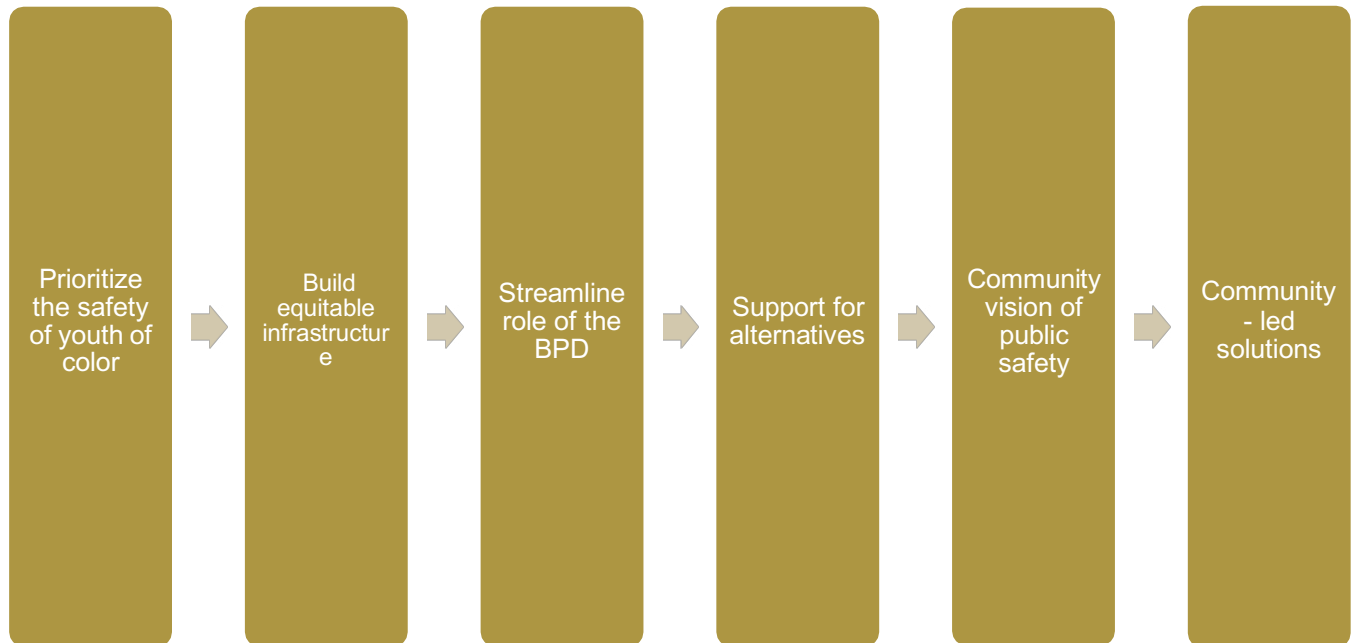 Prioritize
the safety
of youth of
color
Build
equitable
infrastructur
e
Streamline
role of the
BPD
Support for
alternatives
Community
vision of
public
safety
Community
- led
solutions